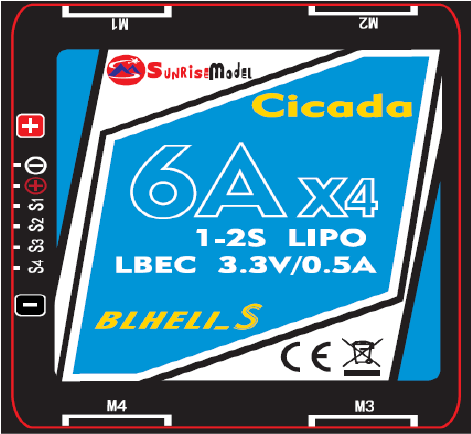 M1
M2
SunriseModel
Cicada
6A x4
1-2S LIPO
LBEC 3.3V/0.5A
BLHELI_S
CE
+
-
+
S1
S2
S3
S4
-
M4
M3